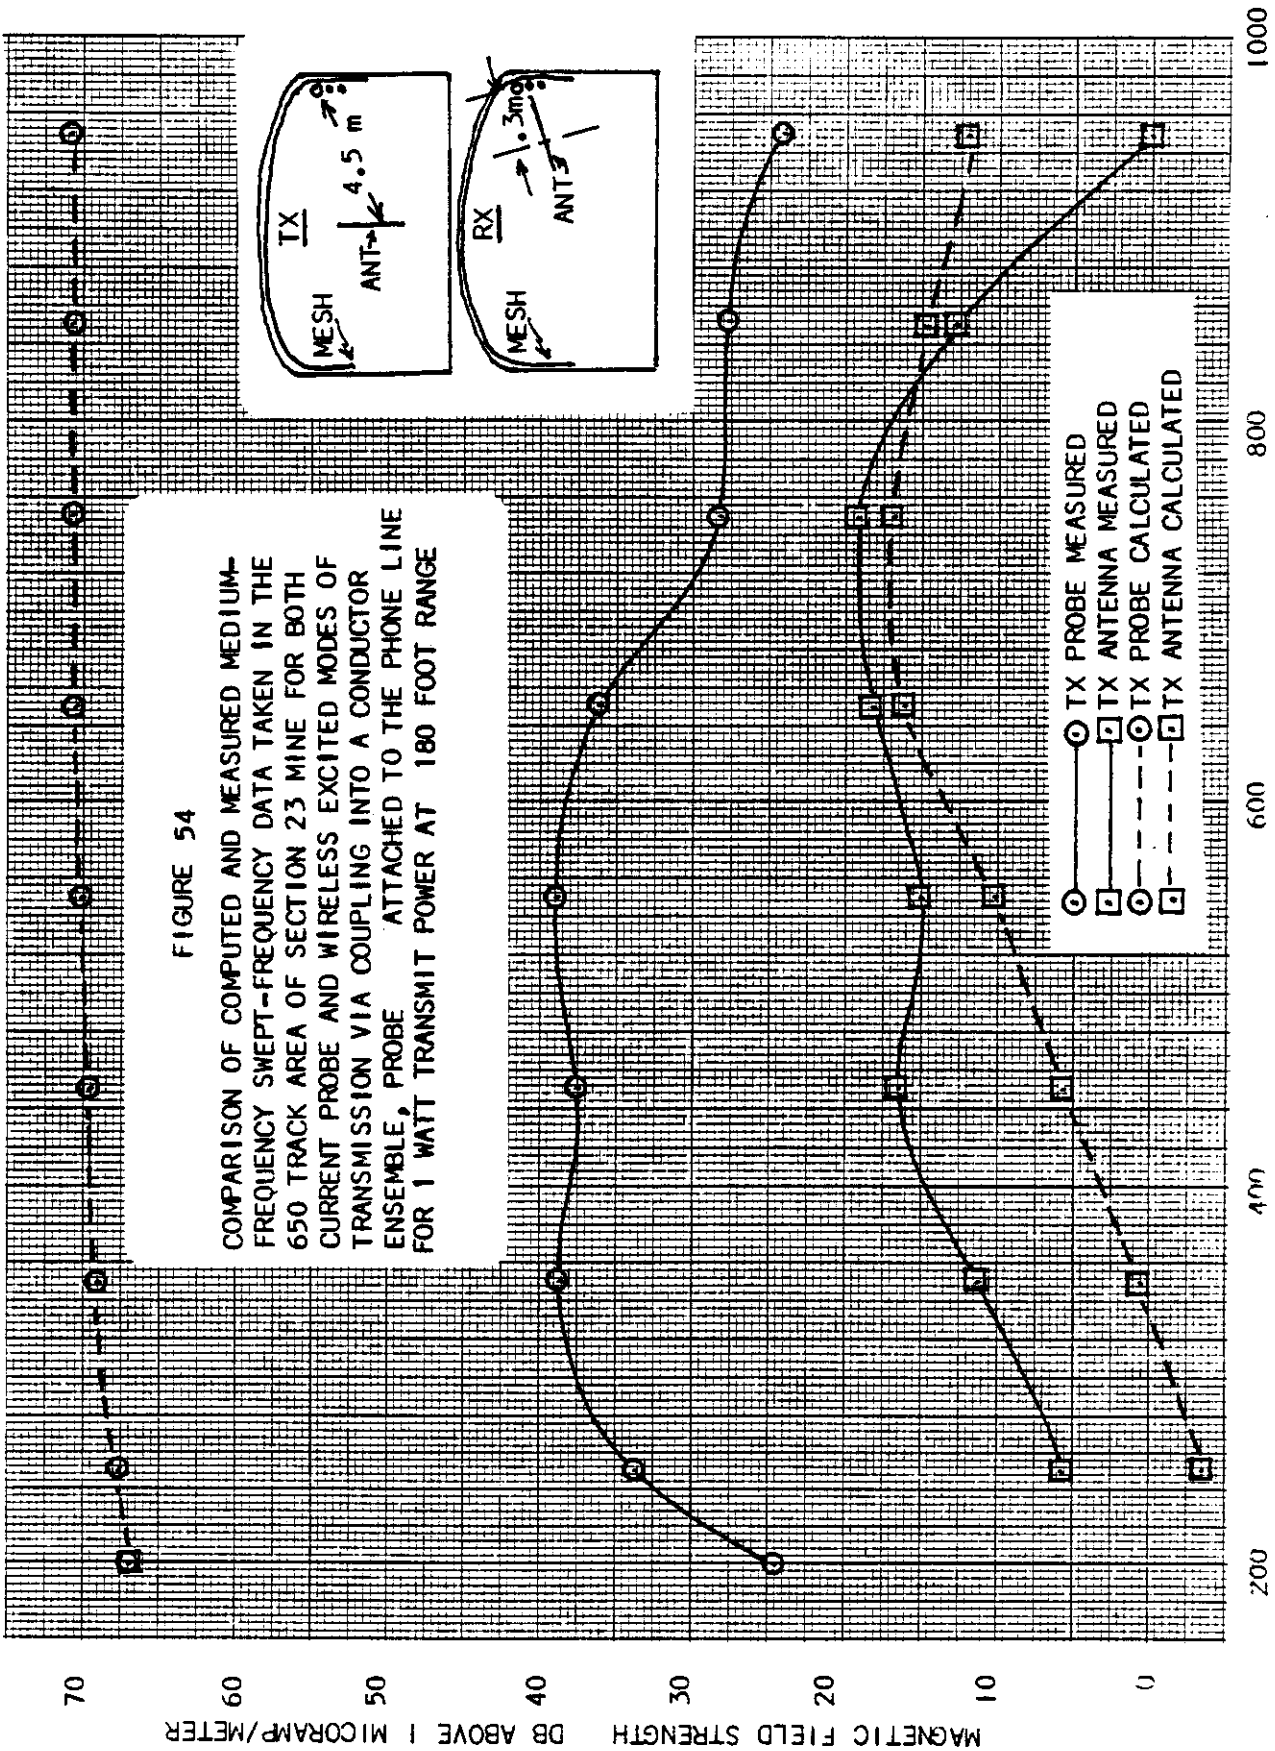 FIGURE 54
COMPARISON OF COMPUTED AND MEASURED MEDIUM-
FREQUENCY SWEPT-FREQUENCY DATA TAKEN IN THE
650 TRACK AREA OF SECTION 23 MINE FOR BOTH
CURRENT PROBE AND WIRELESS EXCITED MODES OF
TRANSMISSION VIA COUPLING INTO A CONDUCTOR
ENSEMBLE, PROBE ATTACHED TO THE PHONE LINE
FOR 1 WATT TRANSMIT POWER AT 180 FOOT RANGE
TX
MESH
ANT
4.5 m
RX
MESH
.3m
ANT
TX PROBE MEASURED
TX ANTENNA MEASURED
TX PROBE CALCULATED
TX ANTENNA CALCULATED
MAGNETIC FIELD STRENGTH DB ABOVE 1 MICORAMP/METER
70
60
50
40
30
20
10
0
200
400
600
800
1000